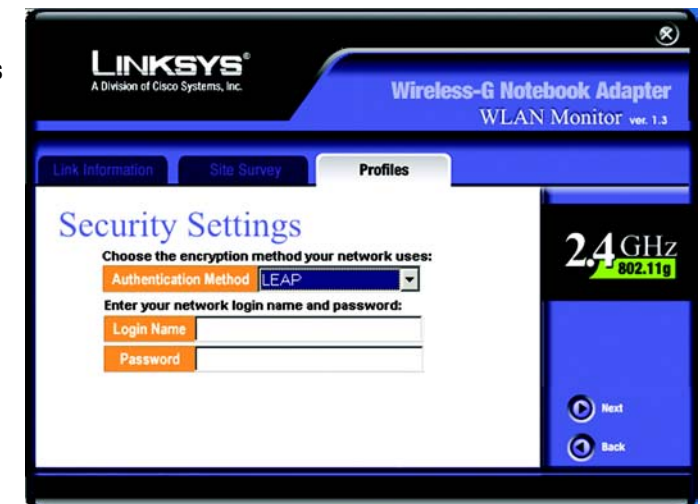 s
LINKSYS®
A Division of Cisco Systems, Inc.
Wireless-G Notebook Adapter
WLAN Monitor ver. 1.3
Link Information Site Survey Profiles
Security Settings
Choose the encryption method your network uses:
Authentication Method LEAP
Enter your network login name and password:
Login Name
Password
2.4 GHz
802.11g
Next
Back